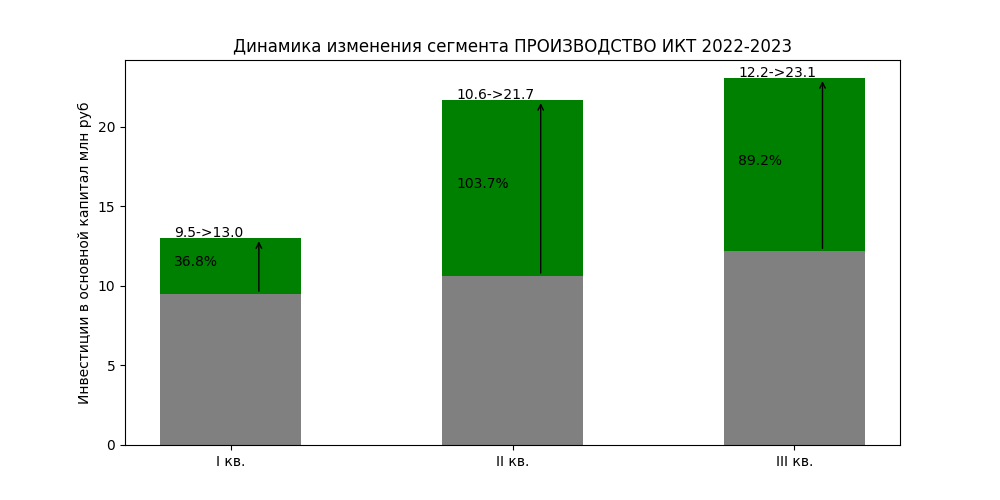 Динамика изменения сегмента ПРОИЗВОДСТВО ИКТ 2022-2023
Инвестиции в основной капитал млн руб
20
15
10
5
0
9.5->13.0
36.8%
10.6->21.7
103.7%
12.2->23.1
89.2%
I кв.
II кв.
III кв.